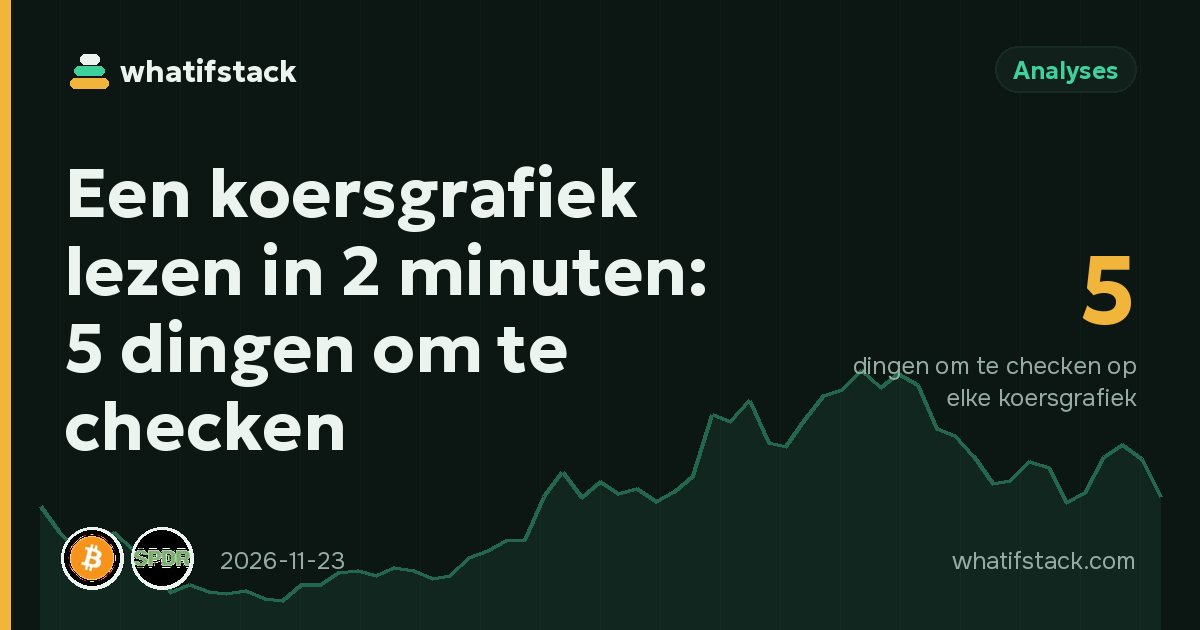 whatifstack
Analyses
Een koersgrafiek
lezen in 2 minuten:
5 dingen om te
checken
5
dingen om te checken op
elke koersgrafiek
SPDR
2026-11-23
whatifstack.com